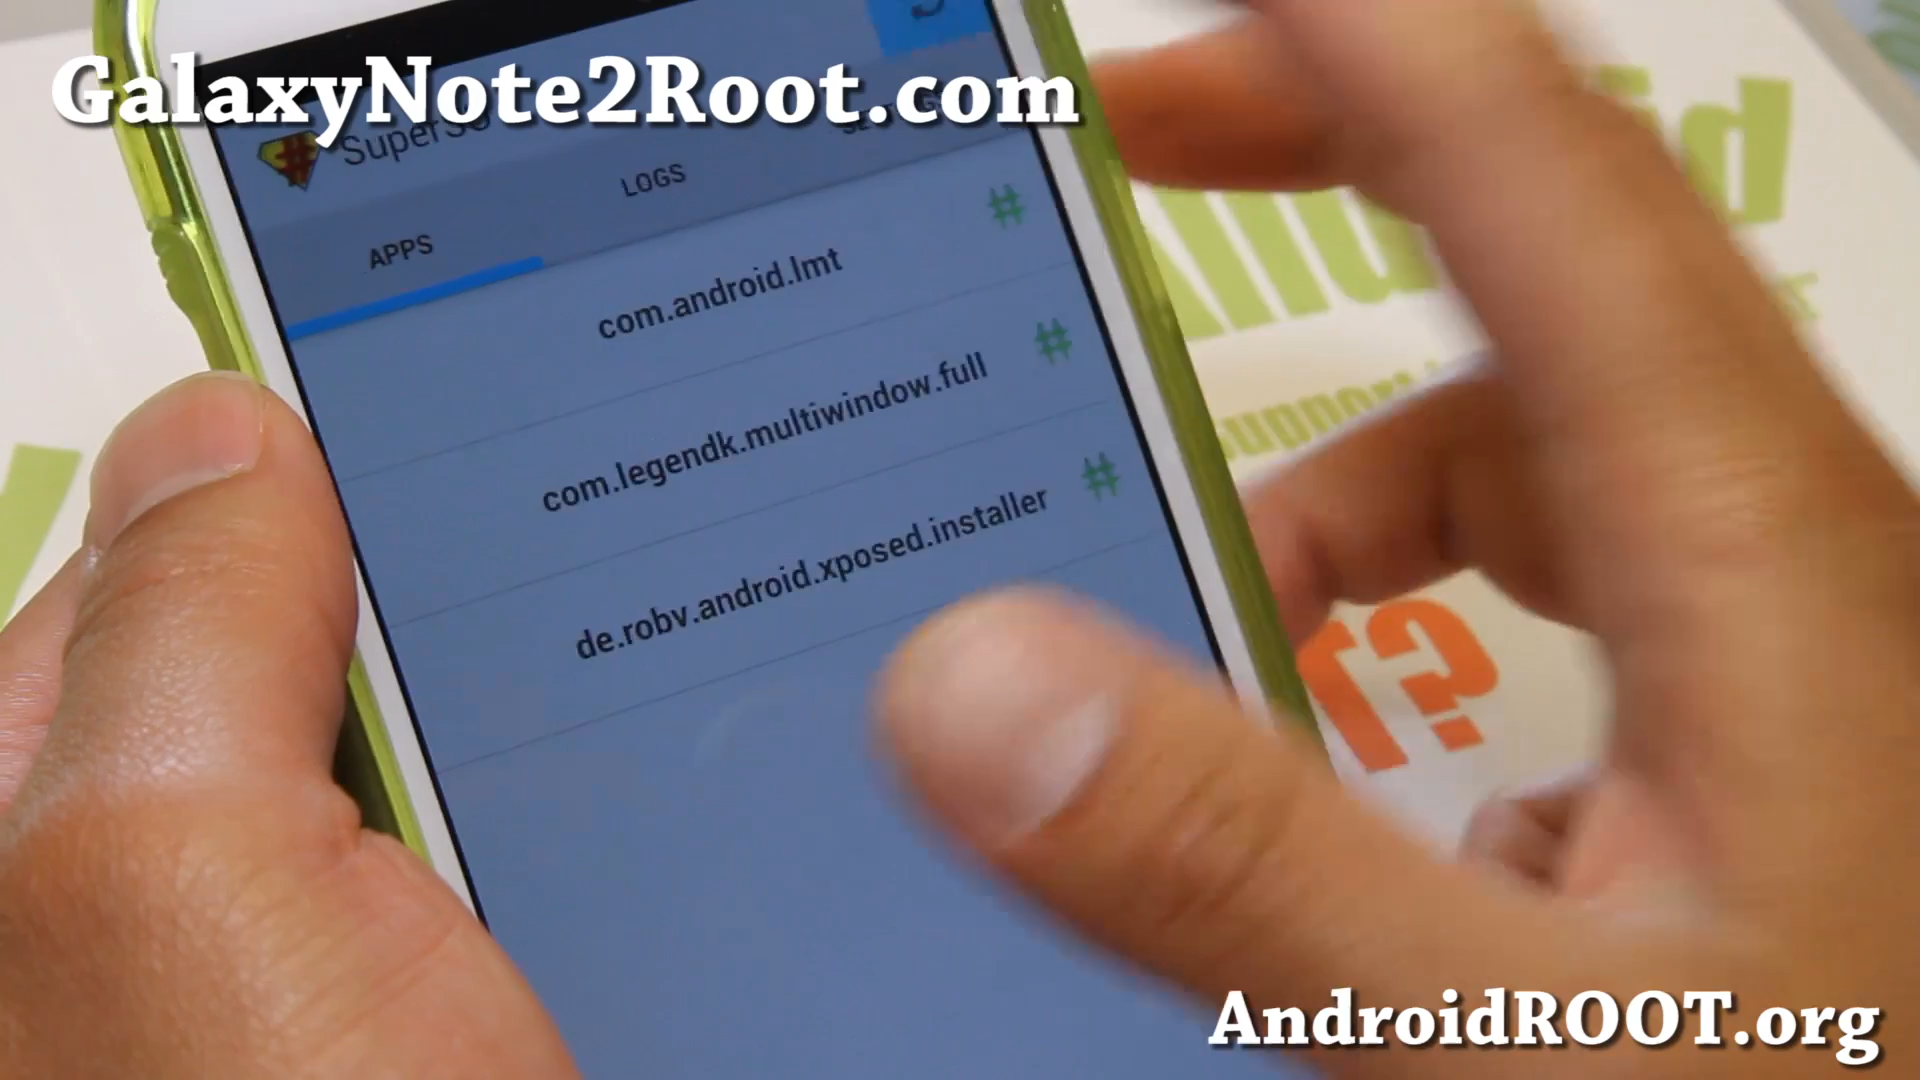 GalaxyNote2Root.com
LOGS
APPS
com.android.lmt
#
com.legendk.multiwindow.full
#
de.robv.android.xposed.installer
#
?
AndroidROOT.org